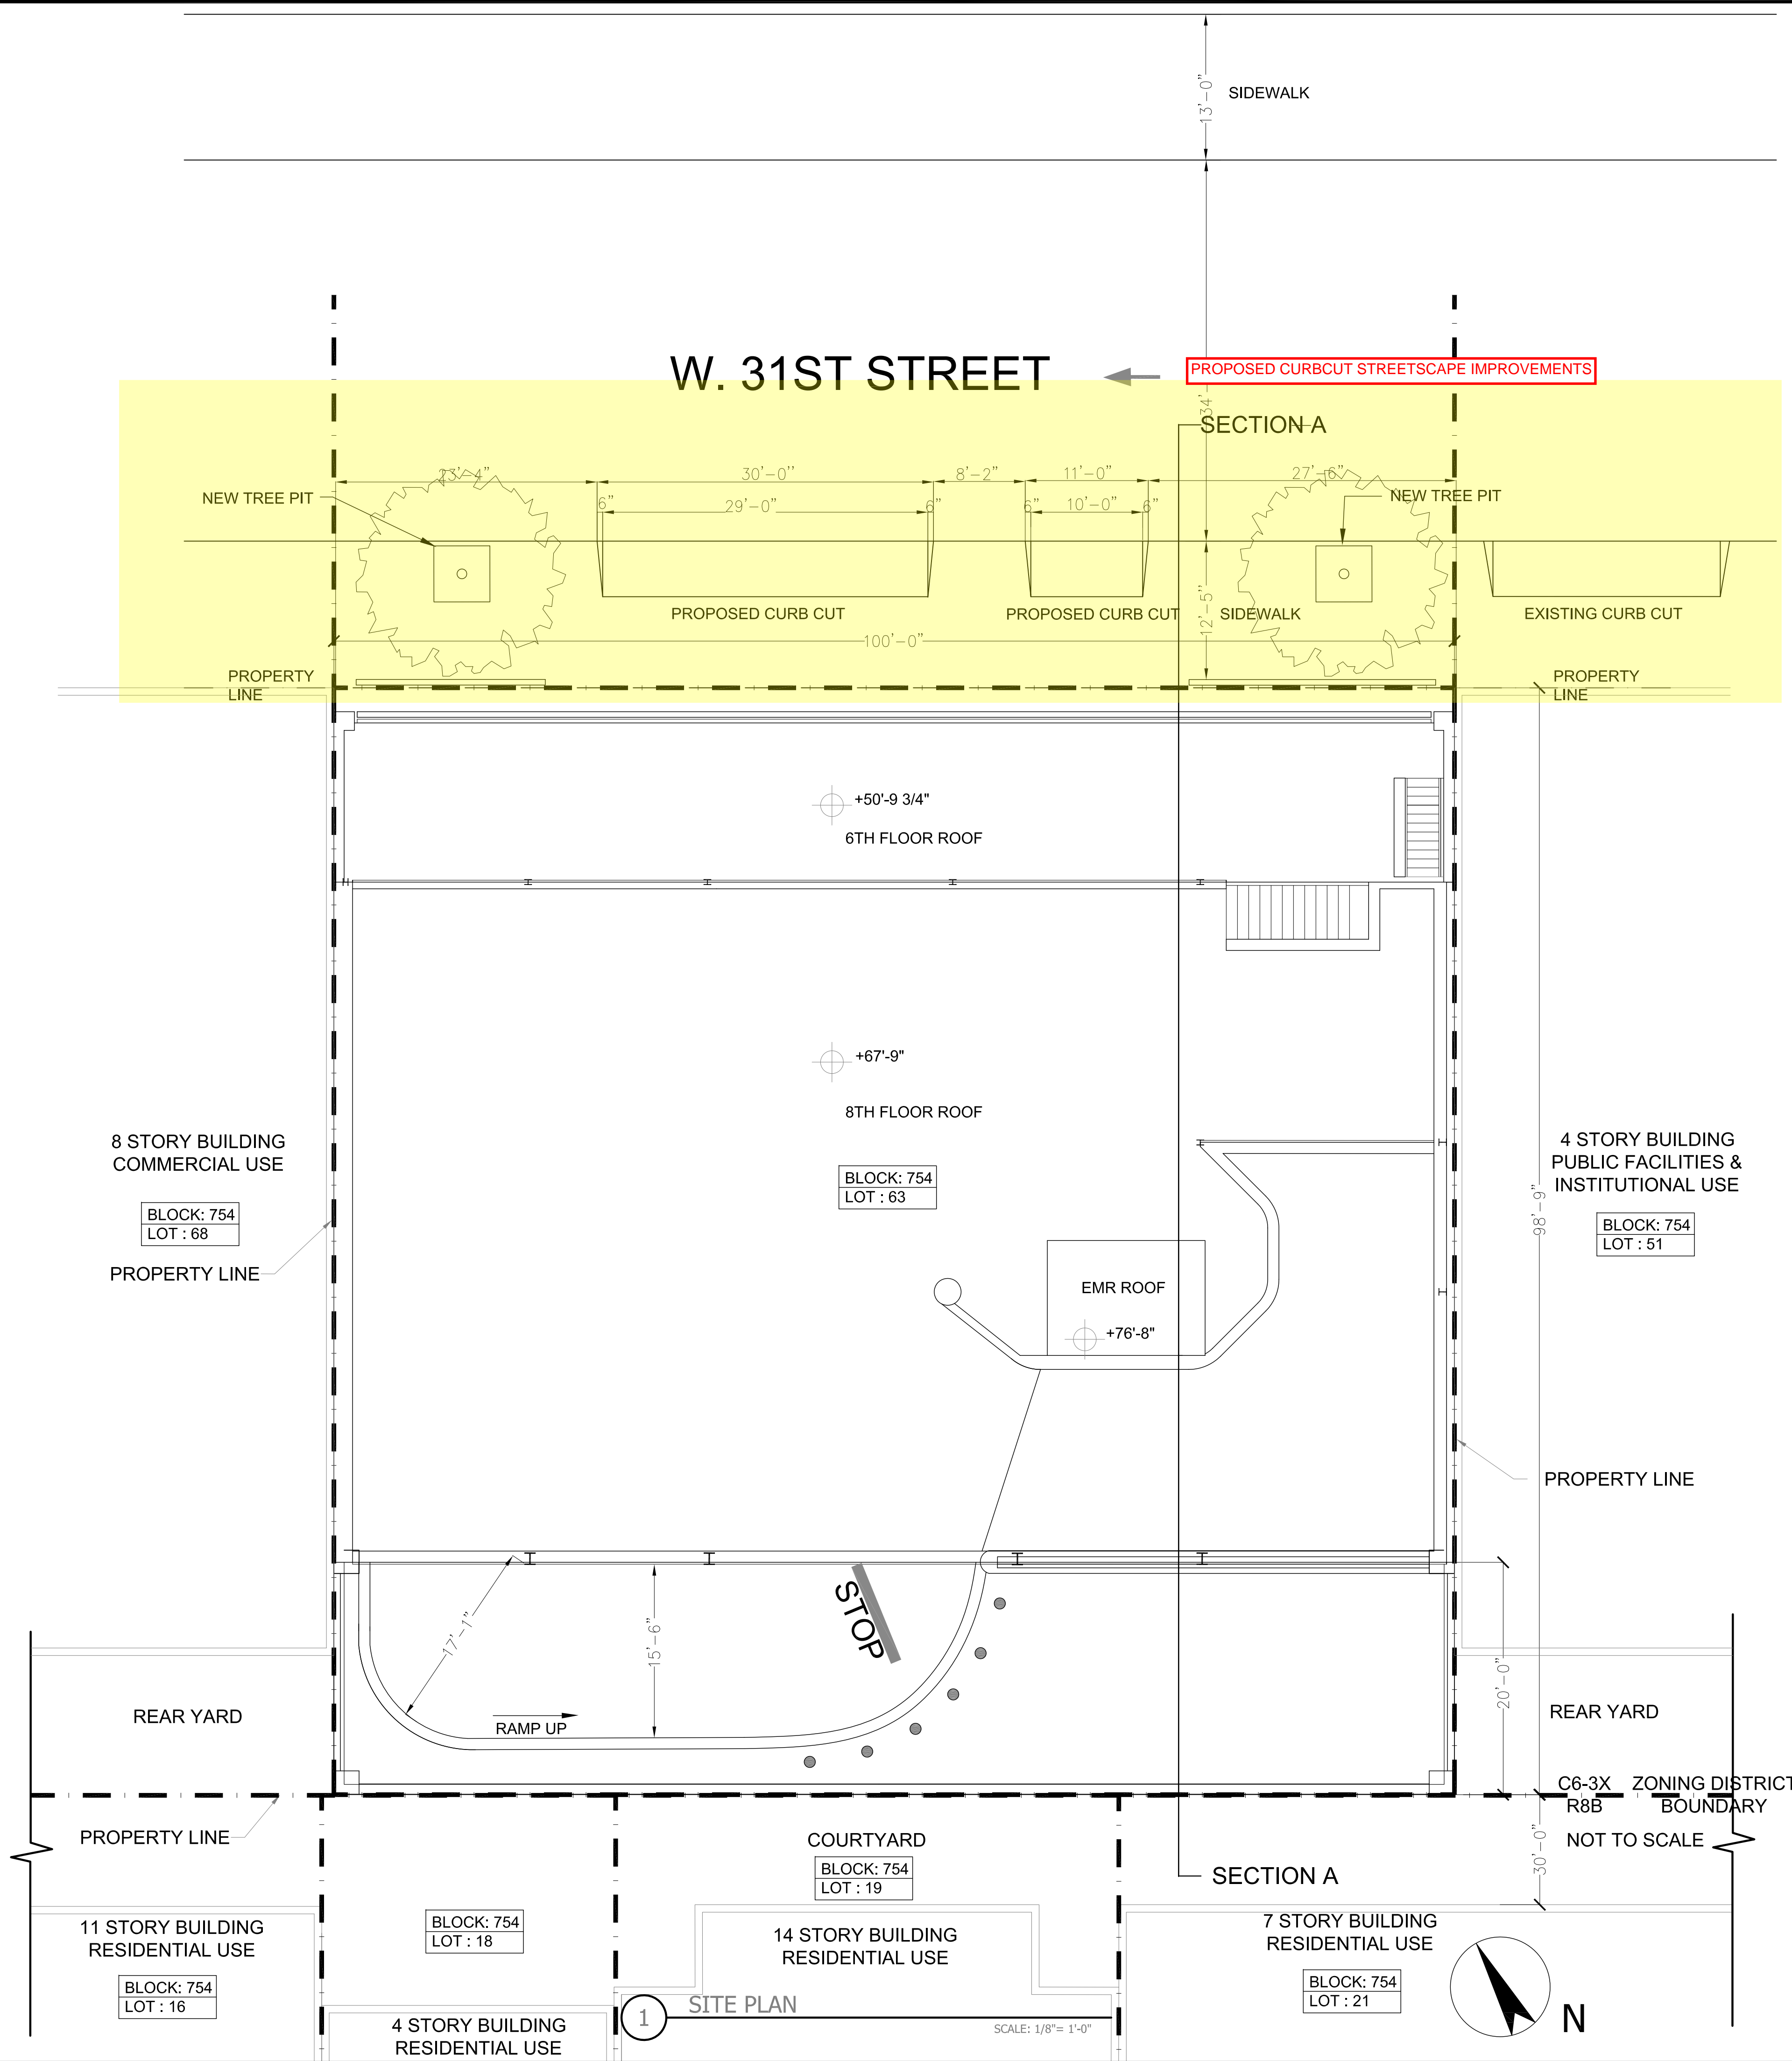 13'-0"
SIDEWALK
W. 31ST STREET
PROPOSED CURBCUT STREETSCAPE IMPROVEMENTS
34'
SECTION A
23'-4"
30'-0"
8'-2"
11'-0"
27'-6"
NEW TREE PIT
6"
29'-0"
6"
6"
10'-0"
6"
NEW TREE PIT
PROPOSED CURB CUT
PROPOSED CURB CUT
12'-5"
SIDEWALK
EXISTING CURB CUT
100'-0"
PROPERTY
LINE
PROPERTY
LINE
+50'-9 3/4"
6TH FLOOR ROOF
+67'-9"
8TH FLOOR ROOF
8 STORY BUILDING
COMMERCIAL USE
BLOCK: 754
LOT : 68
PROPERTY LINE
BLOCK: 754
LOT : 63
4 STORY BUILDING
PUBLIC FACILITIES &
INSTITUTIONAL USE
98'-9"
BLOCK: 754
LOT : 51
EMR ROOF
+76'-8"
PROPERTY LINE
17'-1"
15'-6"
STOP
20'-0"
REAR YARD
RAMP UP
REAR YARD
C6-3X ZONING DISTRICT
R8B BOUNDARY
PROPERTY LINE
COURTYARD
BLOCK: 754
LOT : 19
30'-0"
NOT TO SCALE
SECTION A
11 STORY BUILDING
RESIDENTIAL USE
BLOCK: 754
LOT : 16
BLOCK: 754
LOT : 18
14 STORY BUILDING
RESIDENTIAL USE
7 STORY BUILDING
RESIDENTIAL USE
BLOCK: 754
LOT : 21
N
4 STORY BUILDING
RESIDENTIAL USE
1
SITE PLAN
SCALE: 1/8"= 1'-0"